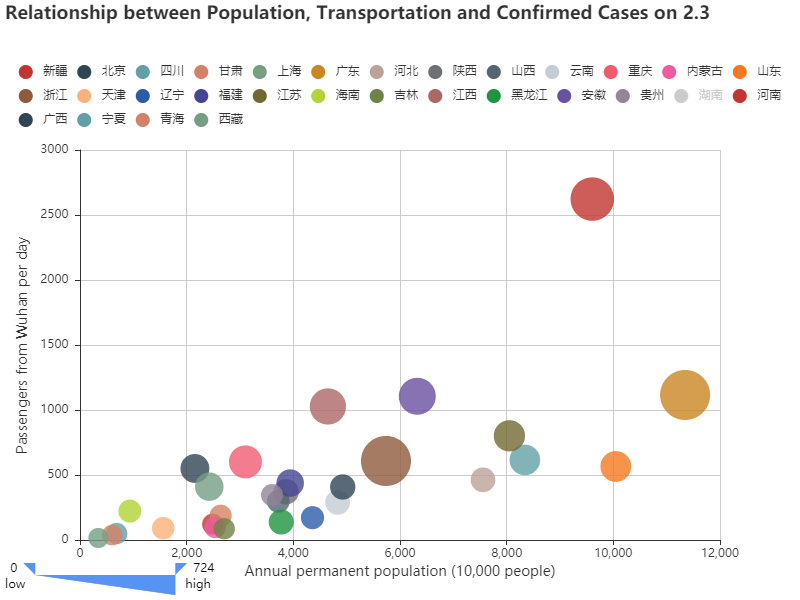 Relationship between Population, Transportation and Confirmed Cases on 2.3
新疆 北京 四川 甘肃 上海 广东 河北 陕西 山西 云南 重庆 内蒙古 山东
浙江 天津 辽宁 福建 江苏 海南 吉林 江西 黑龙江 安徽 贵州 湖南 河南
广西 宁夏 青海 西藏
Passengers from Wuhan per day
3000
2500
2000
1500
1000
500
0
0 2,000 4,000 6,000 8,000 10,000 12,000
Annual permanent population (10,000 people)
0 724
low high